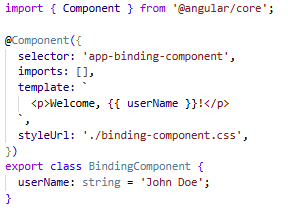 import { Component } from '@angular/core';

@Component({
  selector: 'app-binding-component',
  imports: [],
  template: `
    <p>Welcome, {{ userName }}!</p>
  `,
  styleUrl: './binding-component.css',
})
export class BindingComponent {
  userName: string = 'John Doe';
}